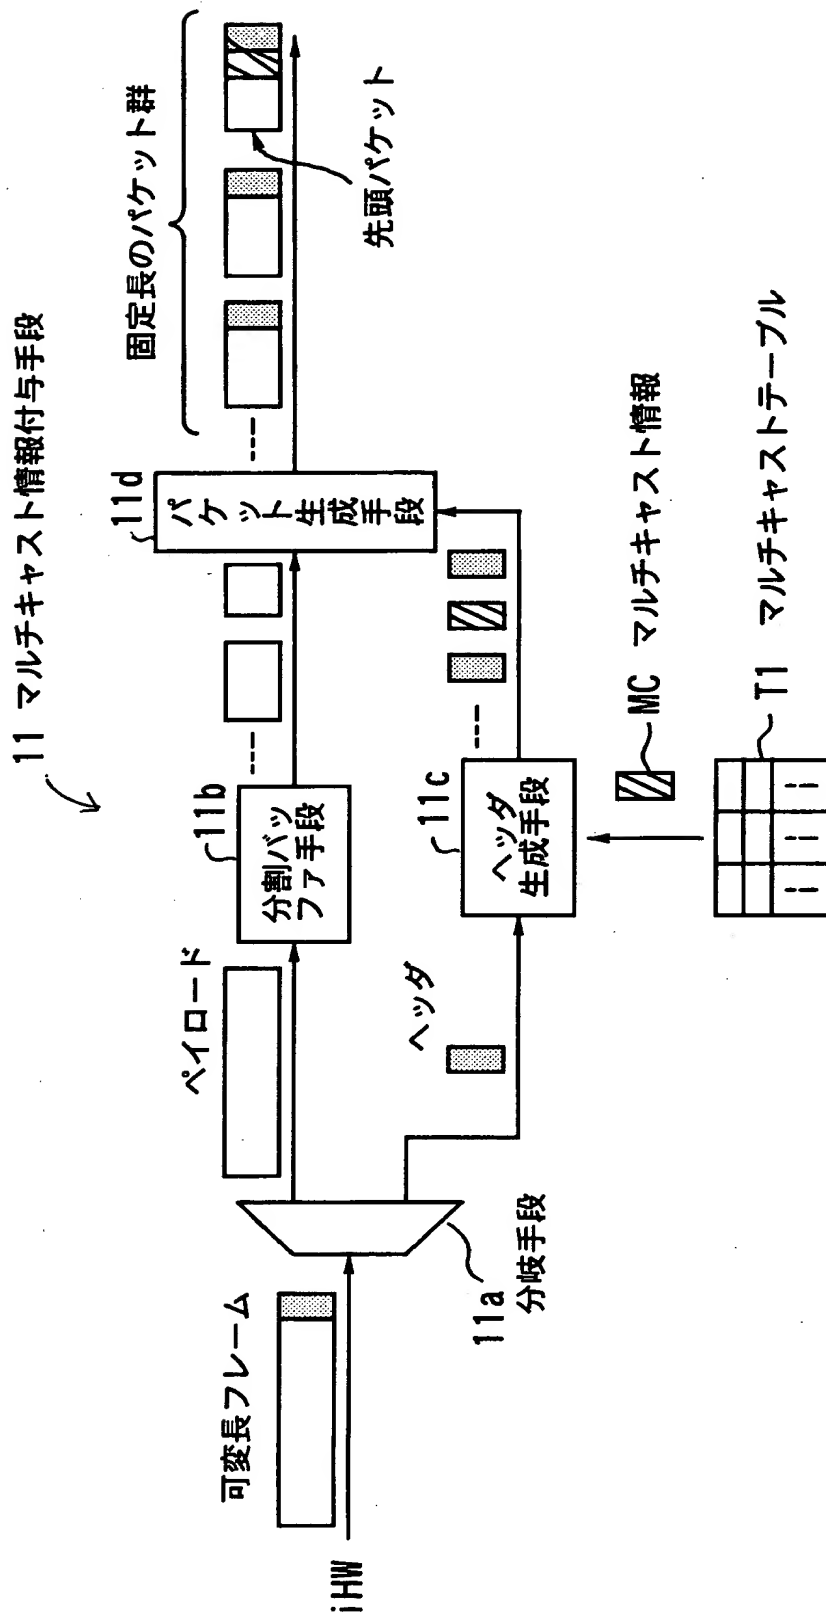 11 マルチキャスト情報付与手段
固定長のパケット群
先頭パケット
11d
パケット生成手段
ペイロード
11b
分割バッ
ファ手段
可変長フレーム
iHW
11a
分岐手段
ヘッダ
11c
ヘッダ
生成手段
MC マルチキャスト情報
T1 マルチキャストテーブル